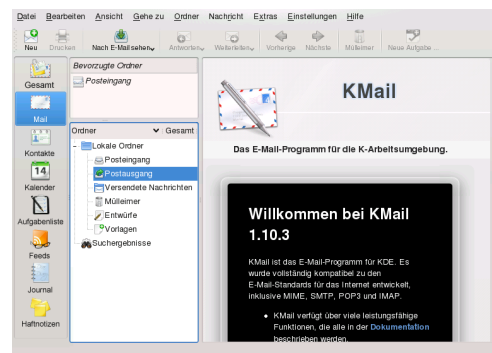 Datei Bearbeiten Ansicht Gehe zu Ordner Nachricht Extras Einstellungen Hilfe
Neu Drucken Nach E-Mail sehen Antworten Weiterleiten Vorherige Nächste Mülleimer Neue Aufgabe...
Gesamt
Mail
Kontakte
14
Kalender
Aufgabenliste
Feeds
Journal
Haftnotizen
Bevorzugte Ordner
Posteingang
Ordner Gesamt
Lokale Ordner
Posteingang
Postausgang
Versendete Nachrichten
Mülleimer
Entwürfe
Vorlagen
Suchergebnisse
KMail
Das E-Mail-Programm für die K-Arbeitsumgebung.
Willkommen bei KMail
1.10.3
KMail ist das E-Mail-Programm für KDE. Es
wurde vollständig kompatibel zu den
E-Mail-Standards für das Internet entwickelt,
inklusive MIME, SMTP, POP3 und IMAP.
• KMail verfügt über viele leistungsfähige
Funktionen, die alle in der Dokumentation
beschrieben werden.